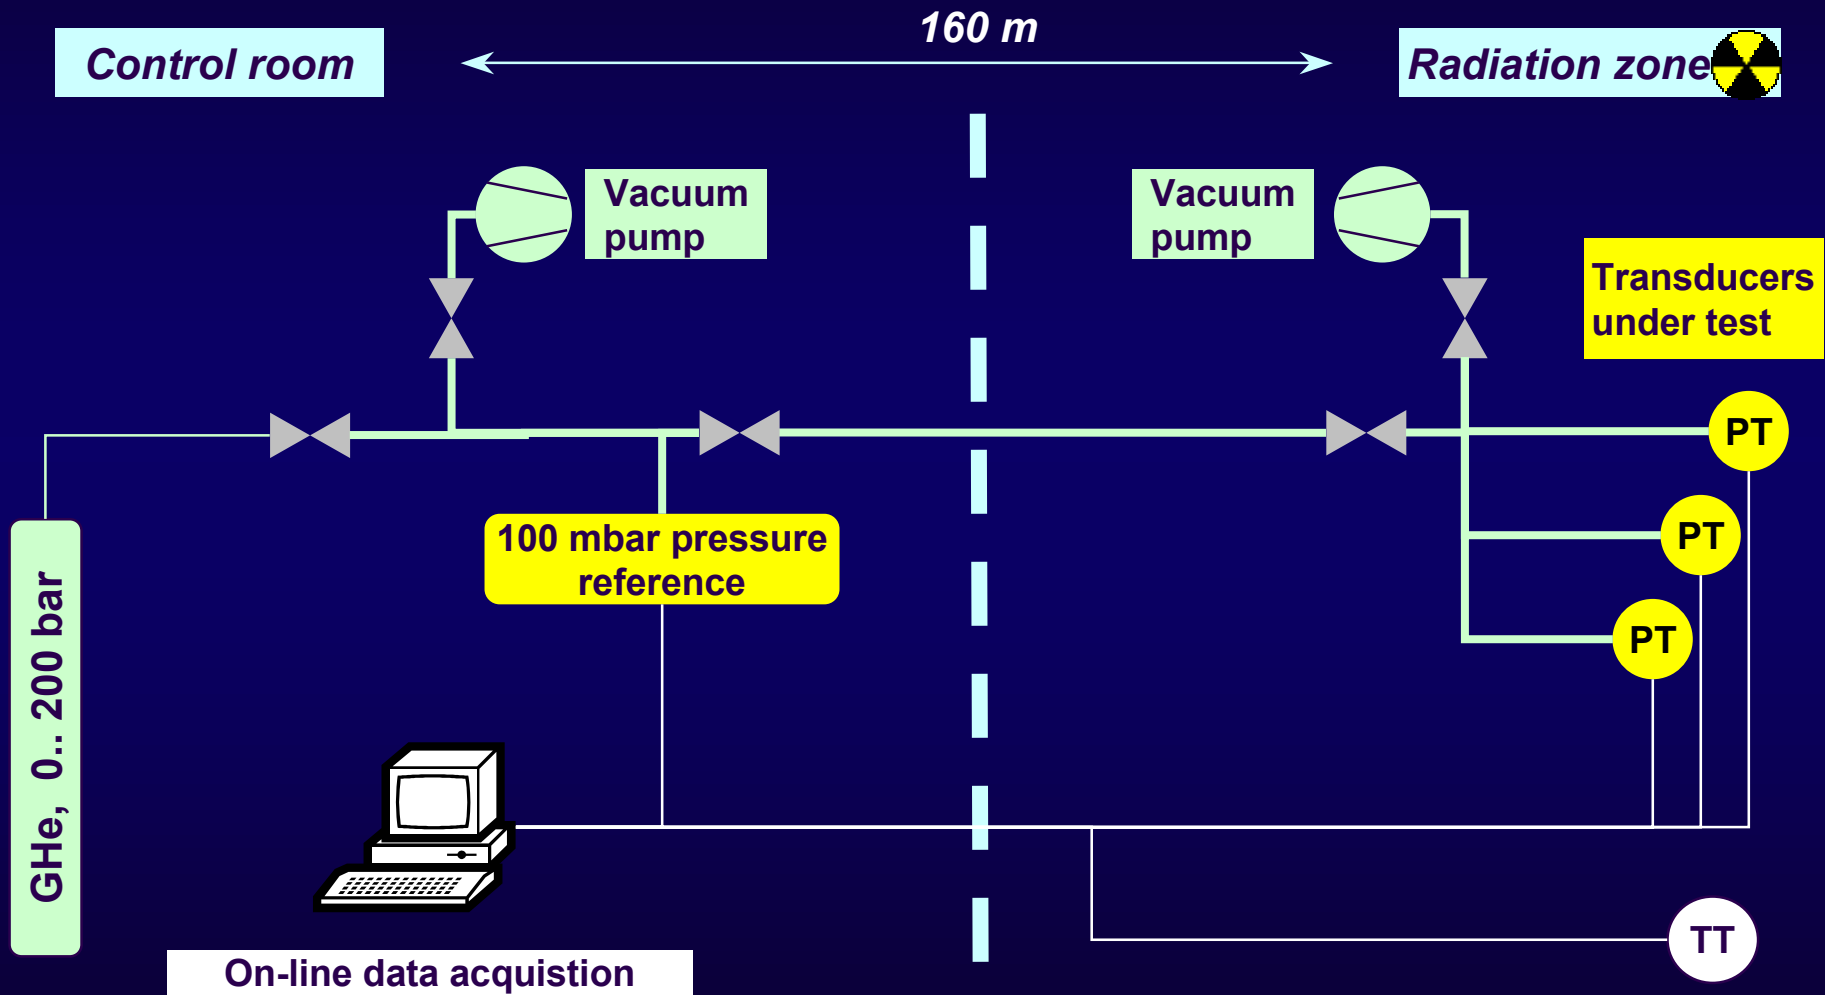 160 m
Control room
Radiation zone
Vacuum
pump
Vacuum
pump
Transducers
under test
PT
PT
PT
100 mbar pressure
reference
GHe, 0.. 200 bar
TT
On-line data acquistion